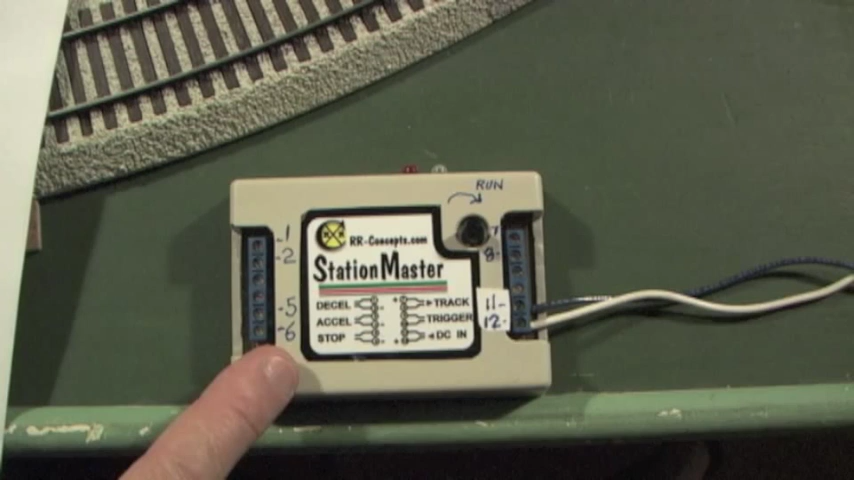 RUN
-1
-2
7
8-
RR-Concepts.com
StationMaster
DECEL
TRACK
ACCEL
TRIGGER
STOP
DC IN
-5
-6
11-
12-